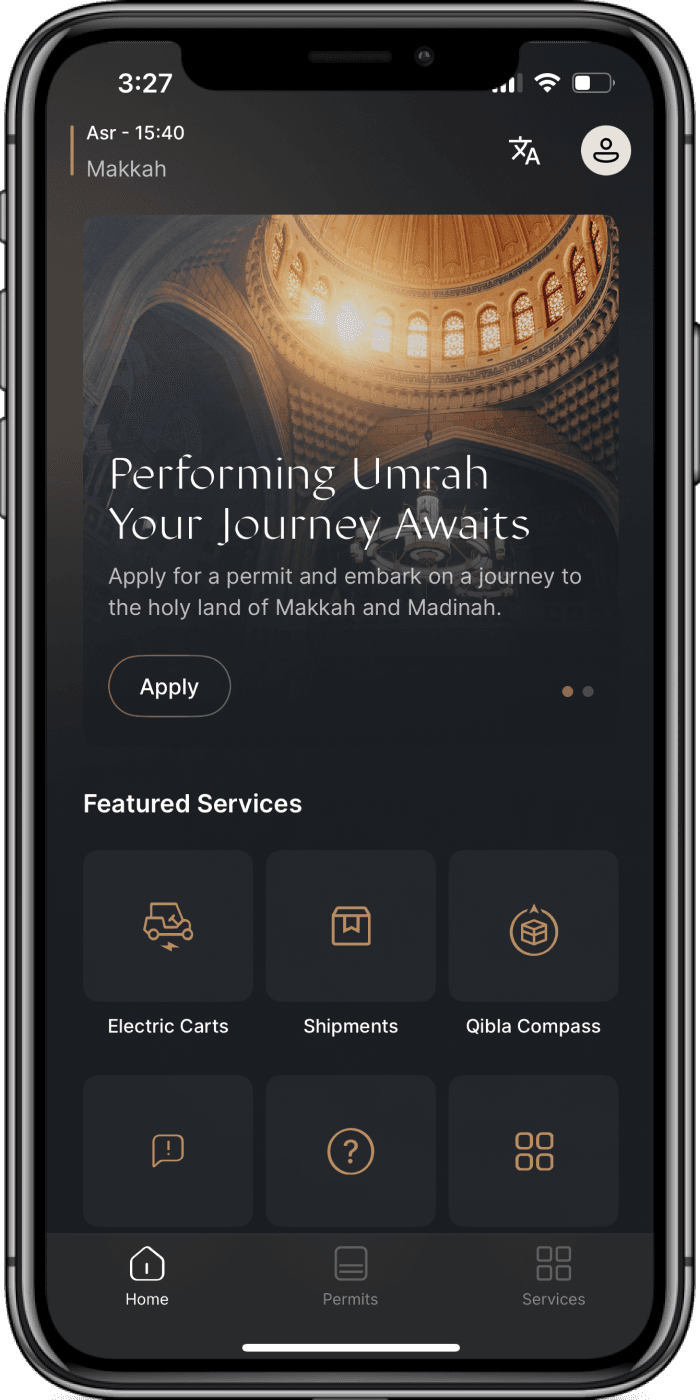 3:27
Asr - 15:40
Makkah
Performing Umrah
Your Journey Awaits
Apply for a permit and embark on a journey to
the holy land of Makkah and Madinah.
Apply
Featured Services
Electric Carts
Shipments
Qibla Compass
Home
Permits
Services